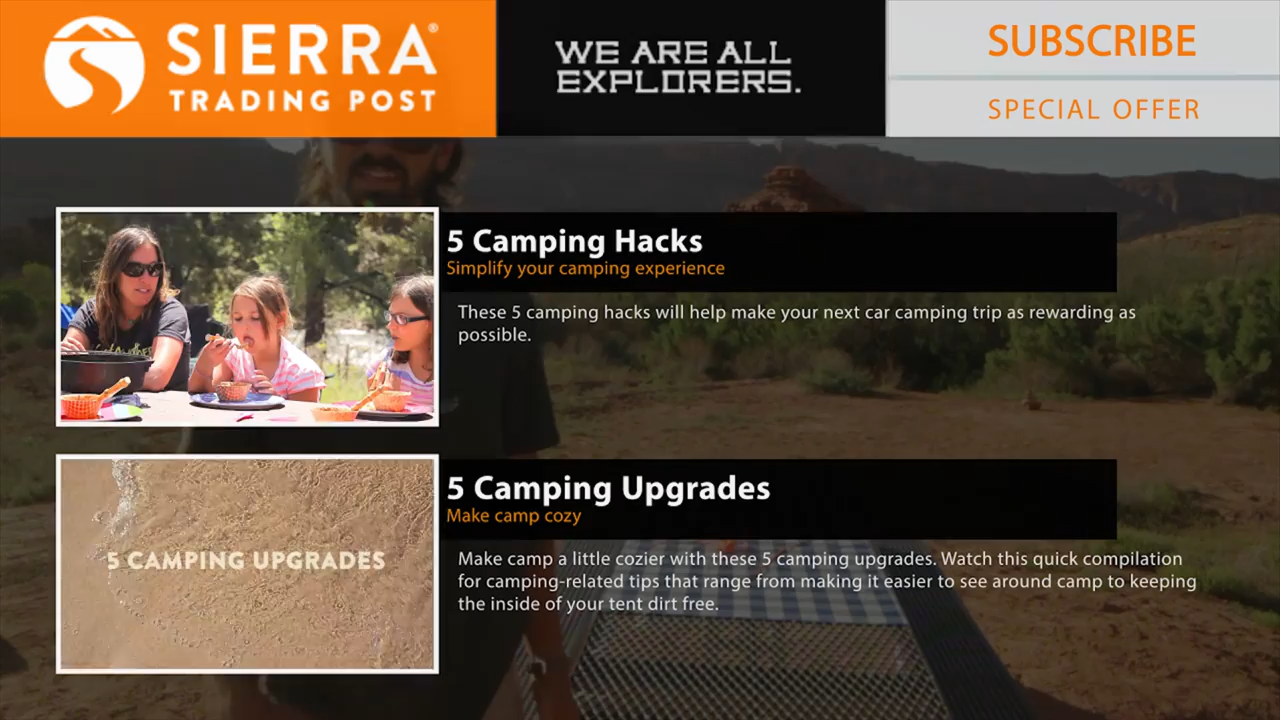 SIERRA®
TRADING POST
WE ARE ALL
EXPLORERS.
SUBSCRIBE
SPECIAL OFFER
5 Camping Hacks
Simplify your camping experience
These 5 camping hacks will help make your next car camping trip as rewarding as
possible.
5 CAMPING UPGRADES
5 Camping Upgrades
Make camp cozy
Make camp a little cozier with these 5 camping upgrades. Watch this quick compilation
for camping-related tips that range from making it easier to see around camp to keeping
the inside of your tent dirt free.